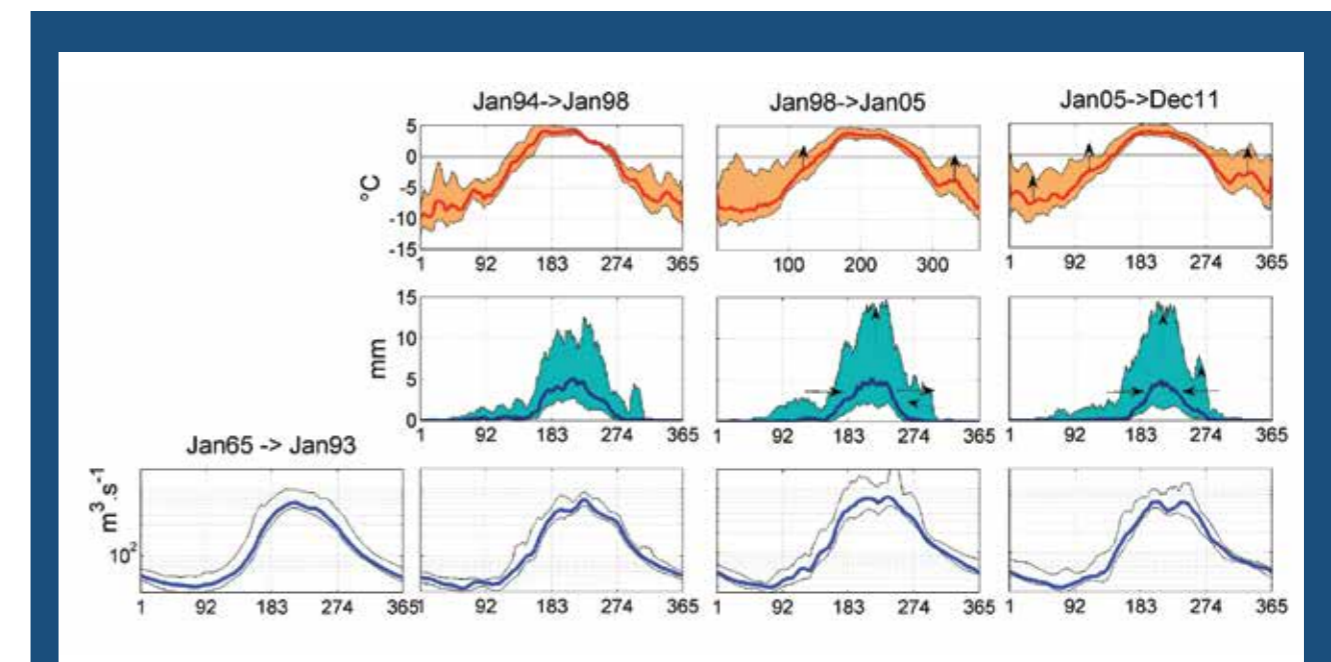 Jan94->Jan98 Jan98->Jan05 Jan05->Dec11
5
0
-5
-10
-15
°C
1 92 183 274 365 100 200 300 1 92 183 274 365
15
10
5
0
mm
1 92 183 274 365 1 92 183 274 365 1 92 183 274 365
Jan65 -> Jan93
m³.s⁻¹
10²
1 92 183 274 365 1 92 183 274 365 1 92 183 274 365 1 92 183 274 365